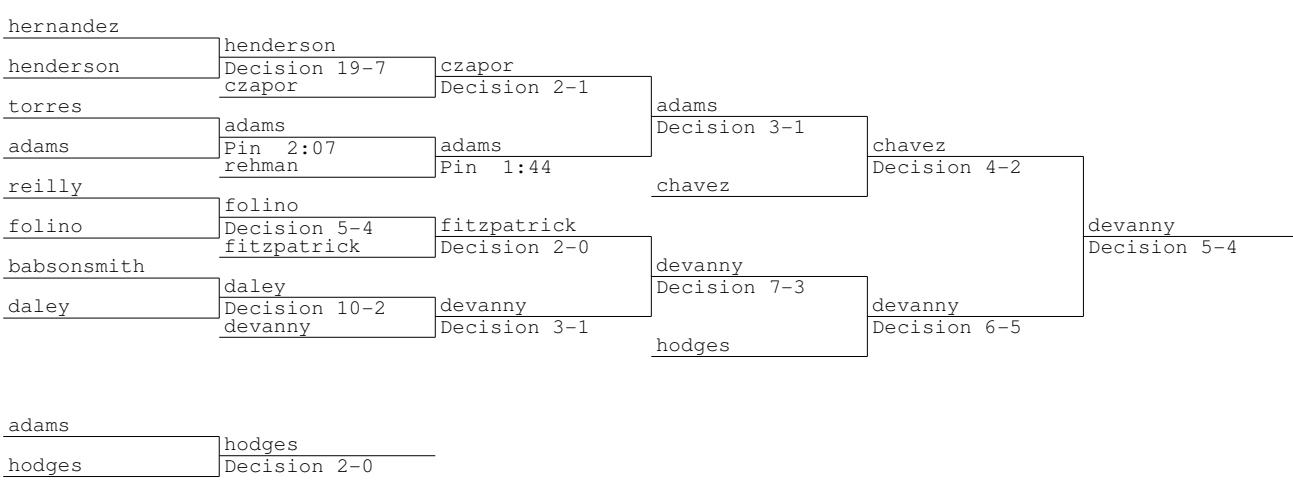 hernandez
henderson
henderson
Decision 19-7
czapor
czapor
Decision 2-1
torres
adams
adams
Pin 2:07
rehman
adams
Pin 1:44
adams
Decision 3-1
chavez
chavez
Decision 4-2
reilly
folino
folino
Decision 5-4
fitzpatrick
fitzpatrick
Decision 2-0
babsonsmith
daley
daley
Decision 10-2
devanny
devanny
Decision 3-1
devanny
Decision 7-3
hodges
devanny
Decision 6-5
devanny
Decision 5-4
adams
hodges
hodges
Decision 2-0